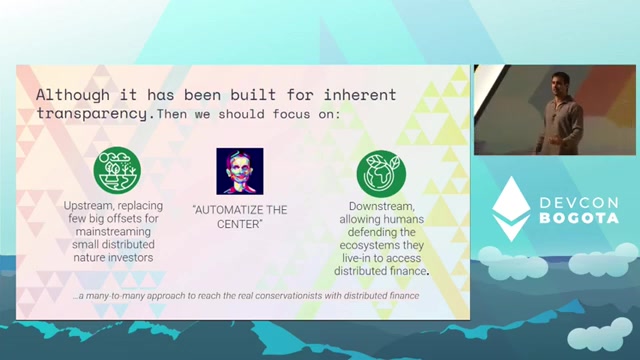 Although it has been built for inherent
transparency.Then we should focus on:
Upstream, replacing
few big offsets for
mainstreaming
small distributed
nature investors
“AUTOMATIZE THE
CENTER”
Downstream,
allowing humans
defending the
ecosystems they
live-in to access
distributed finance.
...a many-to-many approach to reach the real conservationists with distributed finance
DEVCON
BOGOTA